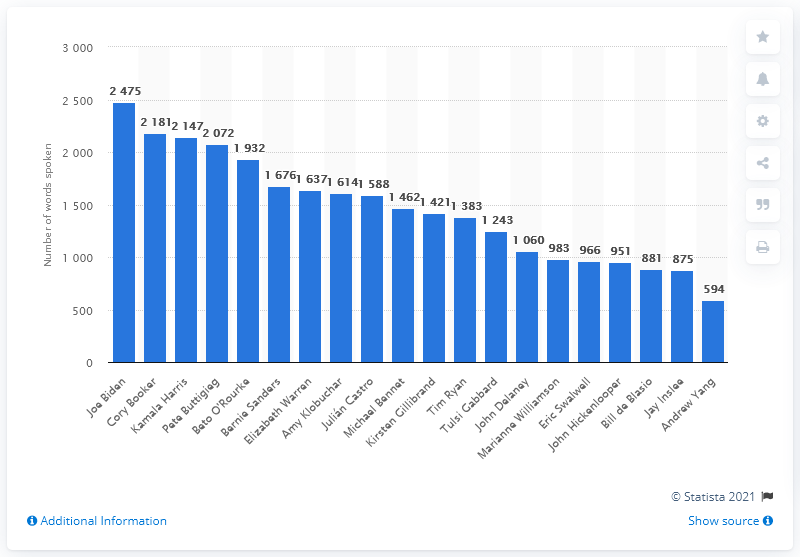 3 000
2 500
2 000
1 500
1 000
500
0
Number of words spoken
2 475
2 181
2 147
2 072
1 932
1 676
1 637
1 614
1 588
1 462
1 421
1 383
1 243
1 060
983
966
951
881
875
594
Joe Biden
Cory Booker
Kamala Harris
Pete Buttigieg
Beto O'Rourke
Bernie Sanders
Elizabeth Warren
Amy Klobuchar
Julián Castro
Michael Bennet
Kirsten Gillibrand
Tim Ryan
Tulsi Gabbard
John Delaney
Marianne Williamson
Eric Swalwell
John Hickenlooper
Bill de Blasio
Jay Inslee
Andrew Yang
© Statista 2021
Additional Information
Show source